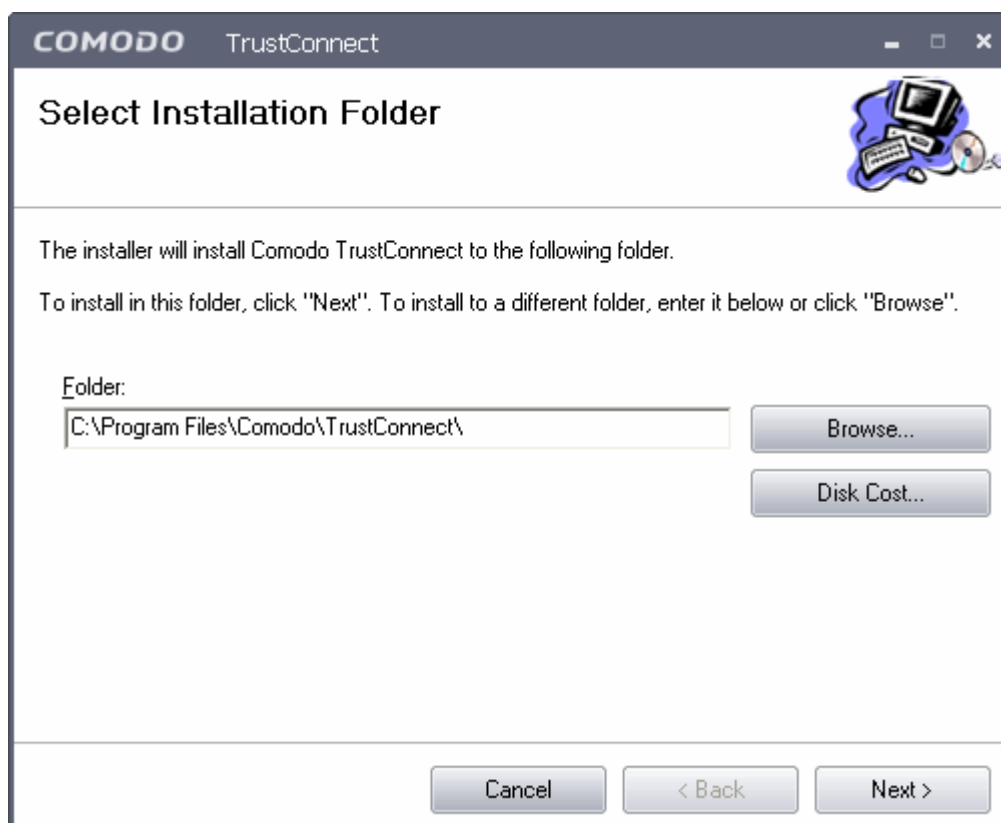 COMODO TrustConnect
Select Installation Folder
The installer will install Comodo TrustConnect to the following folder.
To install in this folder, click "Next". To install to a different folder, enter it below or click "Browse".
Folder:
C:\Program Files\Comodo\TrustConnect\
Browse...
Disk Cost...
Cancel
< Back
Next >